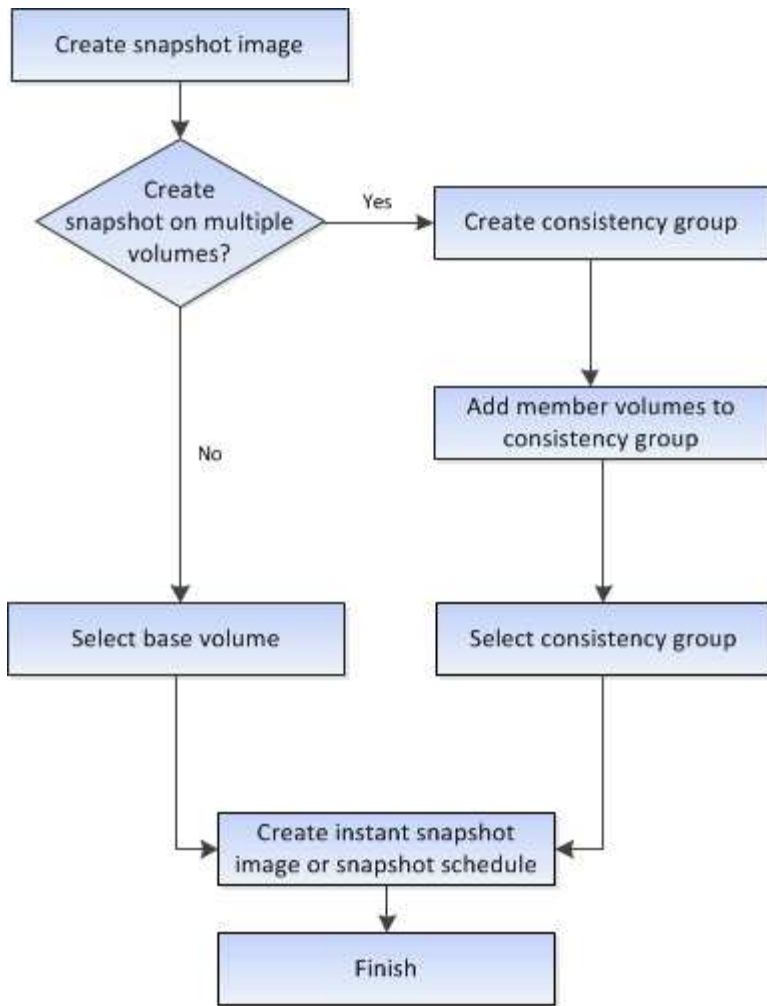 Create snapshot image
Create
snapshot on multiple
volumes?
Yes
Create consistency group
Add member volumes to
consistency group
No
Select base volume
Select consistency group
Create instant snapshot
image or snapshot schedule
Finish